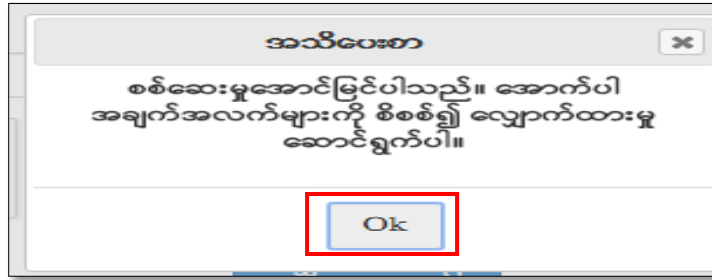 အသိပေးစာ
စစ်ဆေးမှုအောင်မြင်ပါသည်။ အောက်ပါ
အချက်အလက်များကို စိစစ်၍ လျှောက်ထားမှု
ဆောင်ရွက်ပါ။
Ok